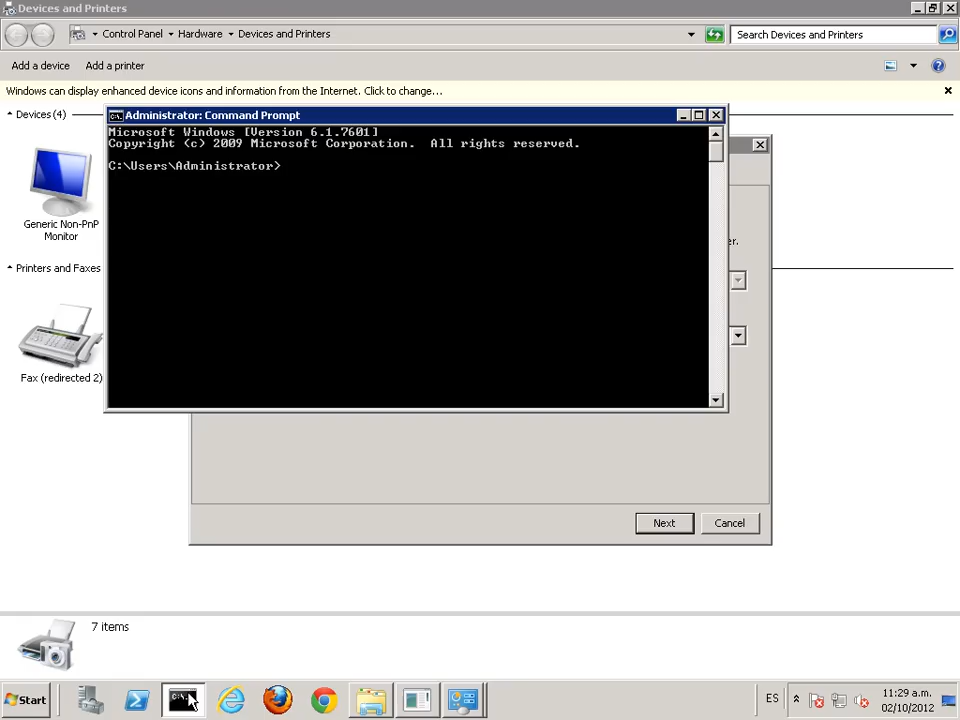 Devices and Printers
Control Panel
Hardware
Devices and Printers
Search Devices and Printers
Add a device
Add a printer
Windows can display enhanced device icons and information from the Internet. Click to change...
Devices (4)
Administrator: Command Prompt
Microsoft Windows [Version 6.1.7601]
Copyright (c) 2009 Microsoft Corporation.  All rights reserved.
C:\Users\Administrator>
Generic Non-PnP
Monitor
er.
Printers and Faxes
Fax (redirected 2)
Next
Cancel
7 items
Start
C:\.
ES
11:29 a.m.
02/10/2012